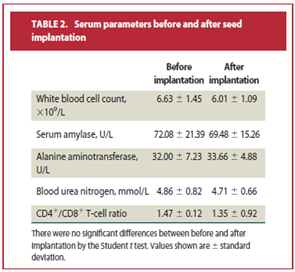 TABLE 2. Serum parameters before and after seed
implantation
Before After
implantation implantation
White blood cell count, 6.63 ± 1.45 6.01 ± 1.09
×10⁹/L
Serum amylase, U/L 72.08 ± 21.39 69.48 ± 15.26
Alanine aminotransferase, 32.00 ± 7.23 33.66 ± 4.88
U/L
Blood urea nitrogen, mmol/L 4.86 ± 0.82 4.71 ± 0.66
CD4⁺/CD8⁺ T-cell ratio 1.47 ± 0.12 1.35 ± 0.92
There were no significant differences between before and after
implantation by the Student t test. Values shown are ± standard
deviation.